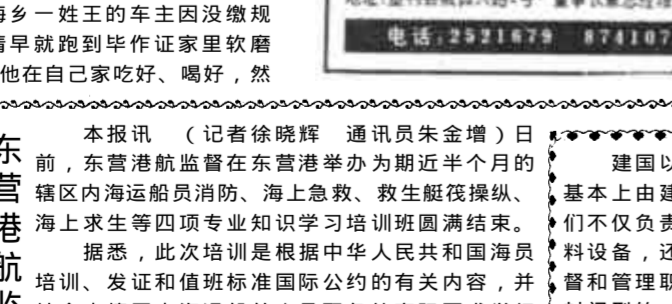 海乡一姓王的车主因没缴规
清早就跑到毕作证家里软磨
他在自己家吃好、喝好，然
电话：2521679 874107
东营港航
本报讯 （记者徐晓辉 通讯员朱金增）日
前，东营港航监督在东营港举办为期近半个月的
辖区内海运船员消防、海上急救、救生艇筏操纵、
海上求生等四项专业知识学习培训班圆满结束。
据悉，此次培训是根据中华人民共和国海员
培训、发证和值班标准国际公约的有关内容，并
建国以
基本上由建
们不仅负责
料设备，还
督和管理职